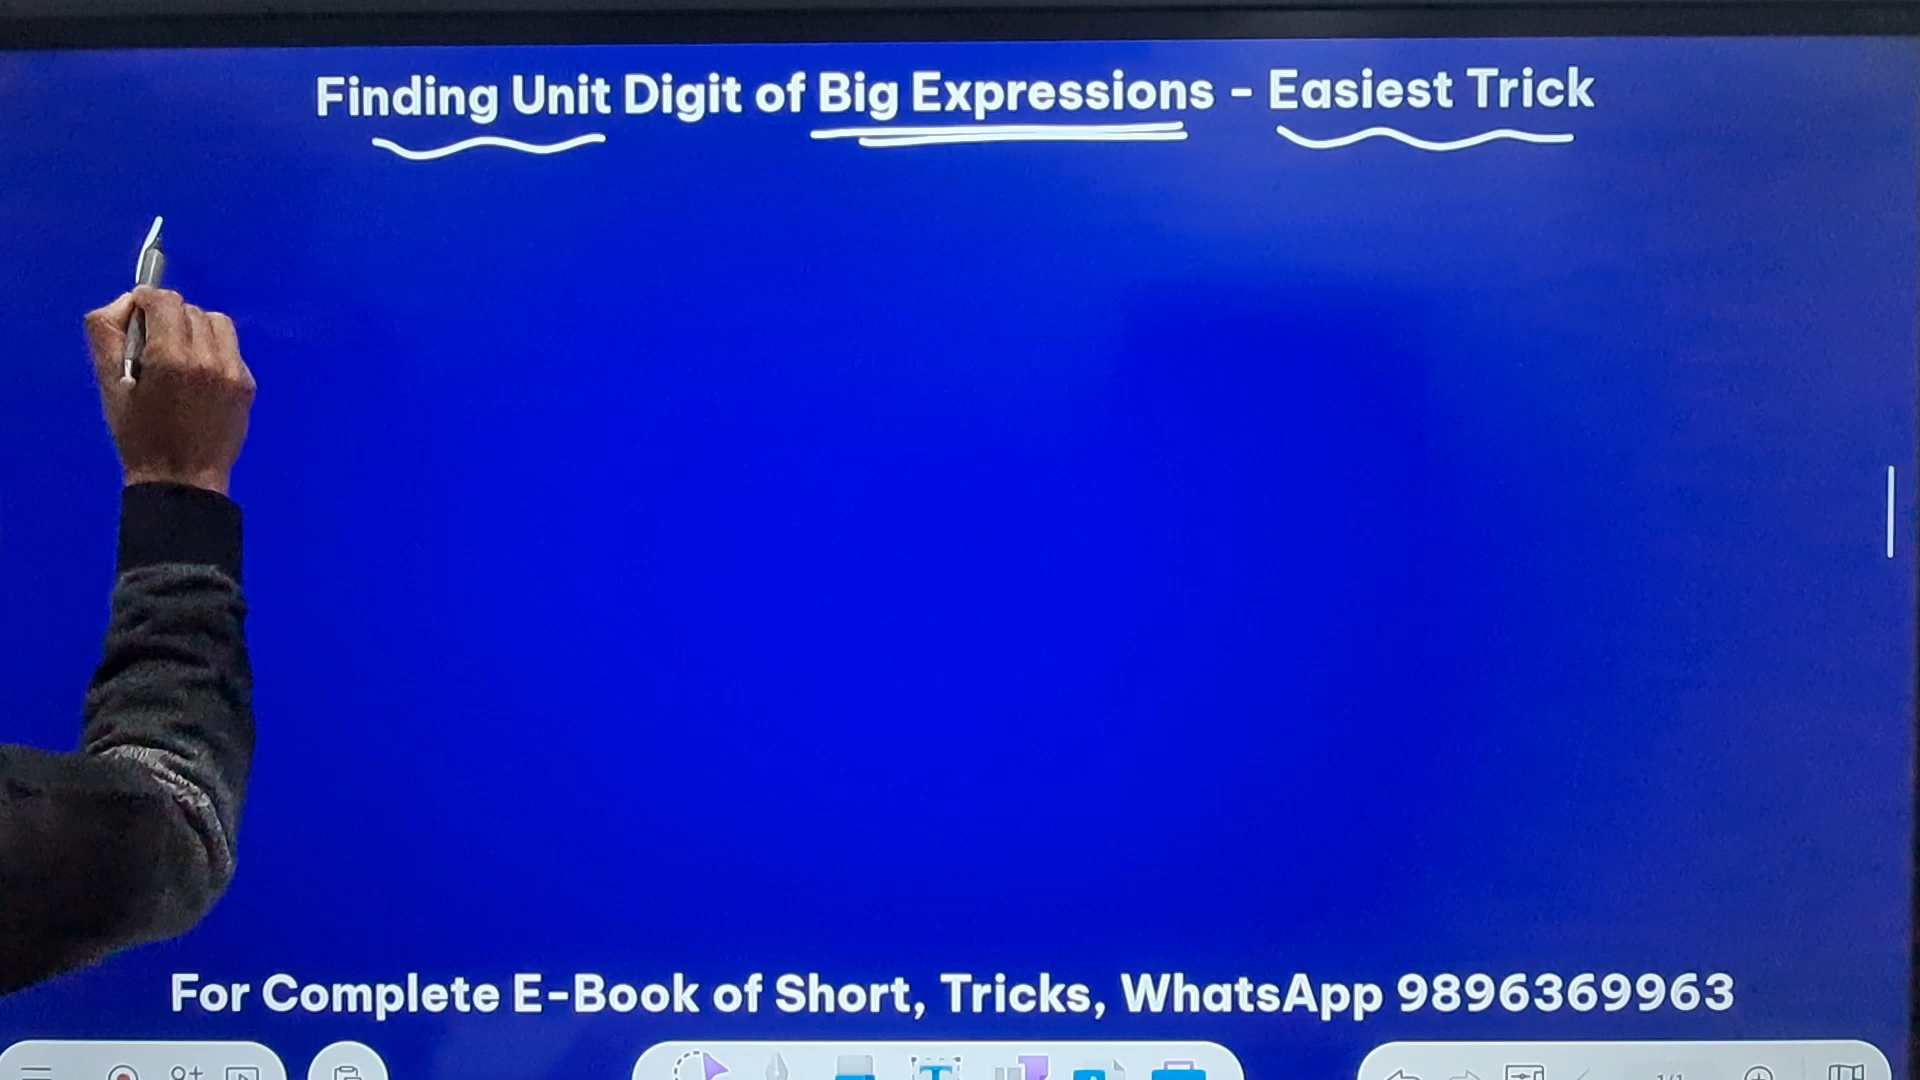 Finding Unit Digit of Big Expressions - Easiest Trick
For Complete E-Book of Short, Tricks, WhatsApp 9896369963